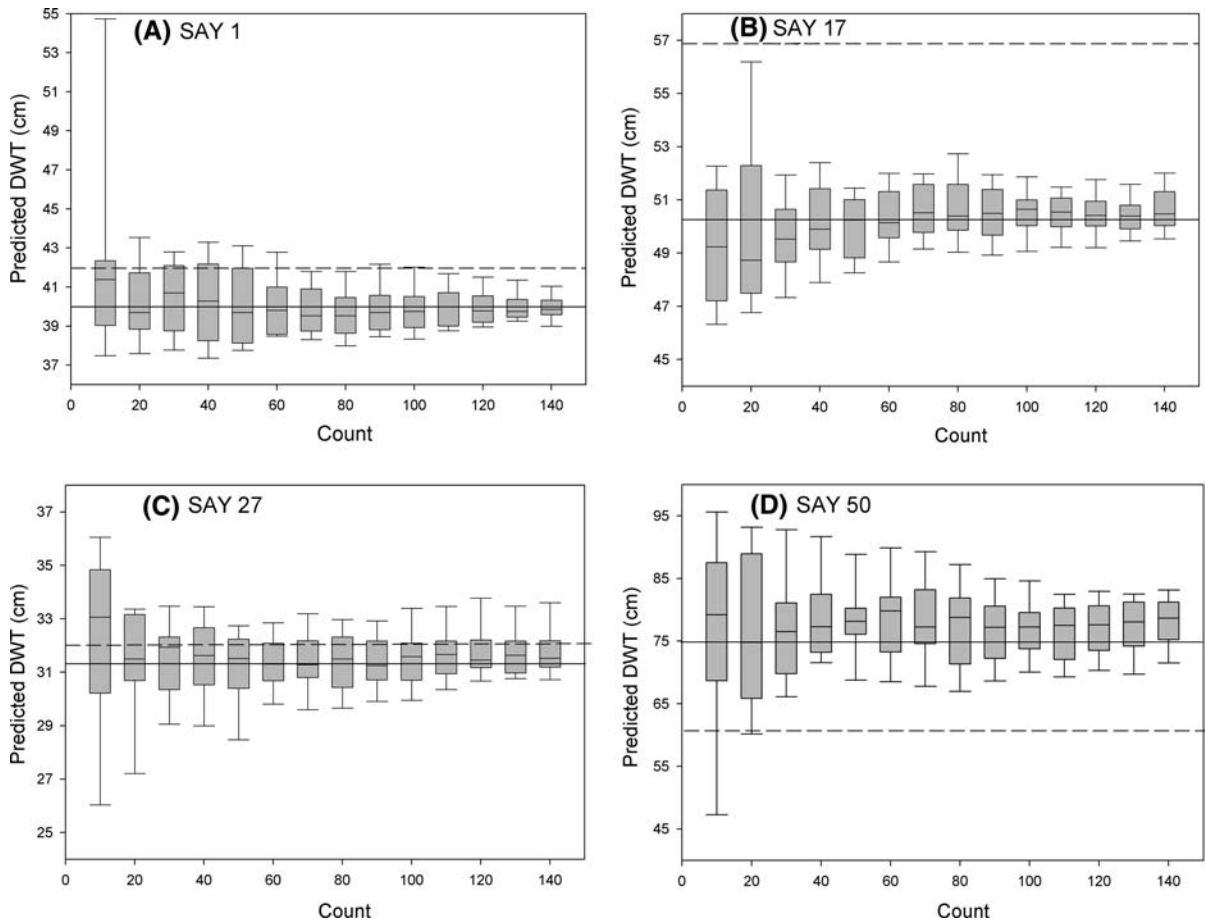 (A) SAY 1
Predicted DWT (cm)
55
53
51
49
47
45
43
41
39
37
0 20 40 60 80 100 120 140
Count
(B) SAY 17
Predicted DWT (cm)
57
55
53
51
49
47
45
0 20 40 60 80 100 120 140
Count
(C) SAY 27
Predicted DWT (cm)
37
35
33
31
29
27
25
0 20 40 60 80 100 120 140
Count
(D) SAY 50
Predicted DWT (cm)
95
85
75
65
55
45
0 20 40 60 80 100 120 140
Count